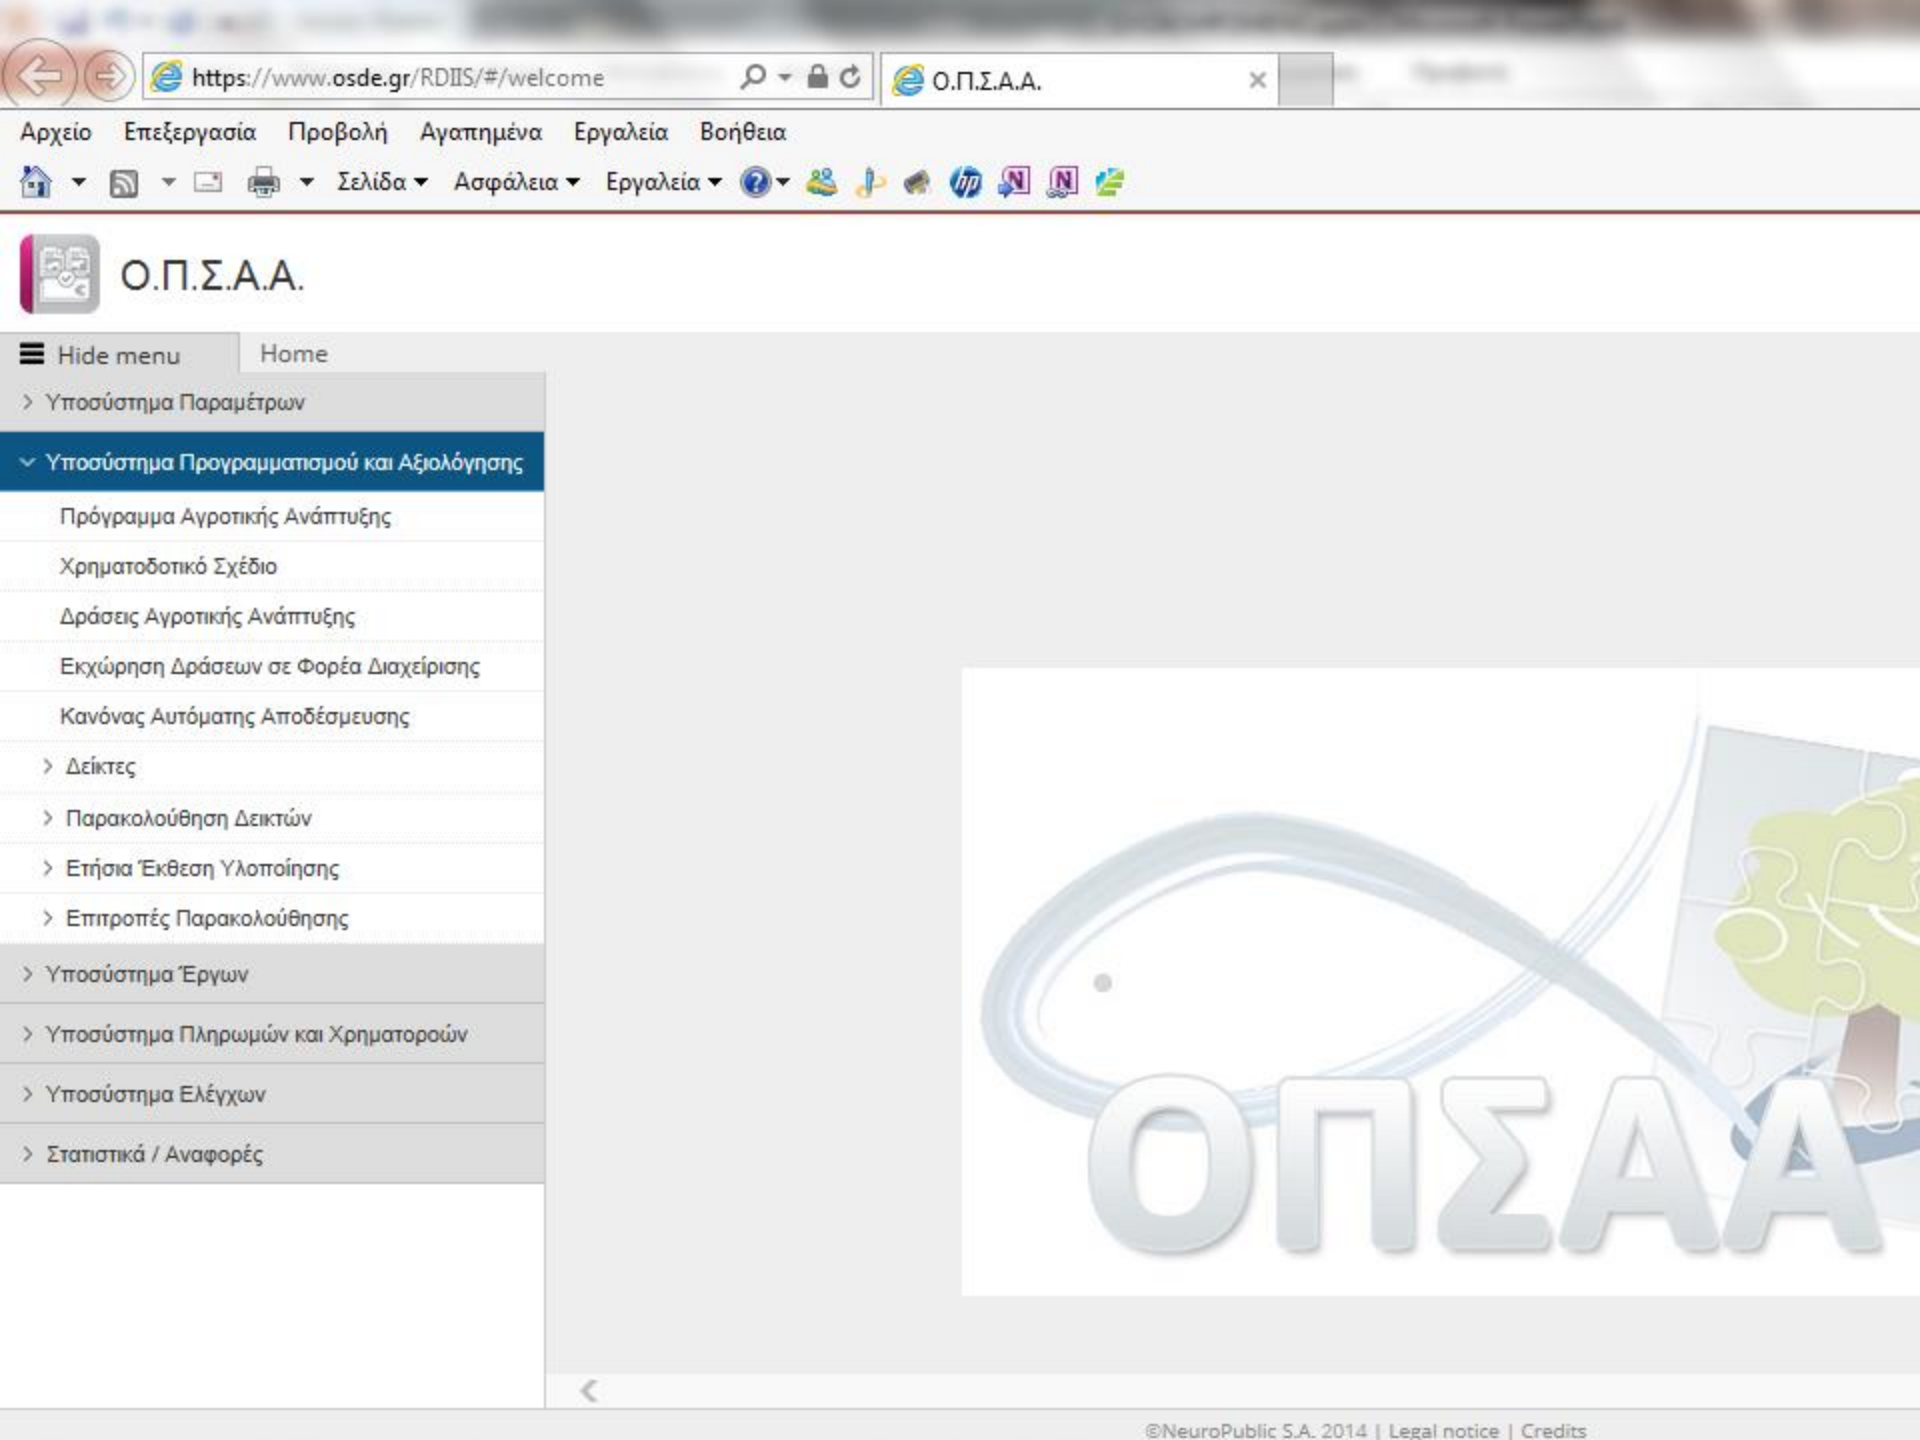 https://www.osde.gr/RDIIS/#/welcome
Ο.Π.Σ.Α.Α.
Αρχείο Επεξεργασία Προβολή Αγαπημένα Εργαλεία Βοήθεια
Σελίδα Ασφάλεια Εργαλεία
Ο.Π.Σ.Α.Α.
Hide menu Home
Υποσύστημα Παραμέτρων
Υποσύστημα Προγραμματισμού και Αξιολόγησης
Πρόγραμμα Αγροτικής Ανάπτυξης
Χρηματοδοτικό Σχέδιο
Δράσεις Αγροτικής Ανάπτυξης
Εκχώρηση Δράσεων σε Φορέα Διαχείρισης
Κανόνας Αυτόματης Αποδέσμευσης
Δείκτες
Παρακολούθηση Δεικτών
Ετήσια Έκθεση Υλοποίησης
Επιτροπές Παρακολούθησης
Υποσύστημα Έργων
Υποσύστημα Πληρωμών και Χρηματοροών
Υποσύστημα Ελέγχων
Στατιστικά / Αναφορές
ΟΠΣΑΑ
©NeuroPublic S.A. 2014 | Legal notice | Credits